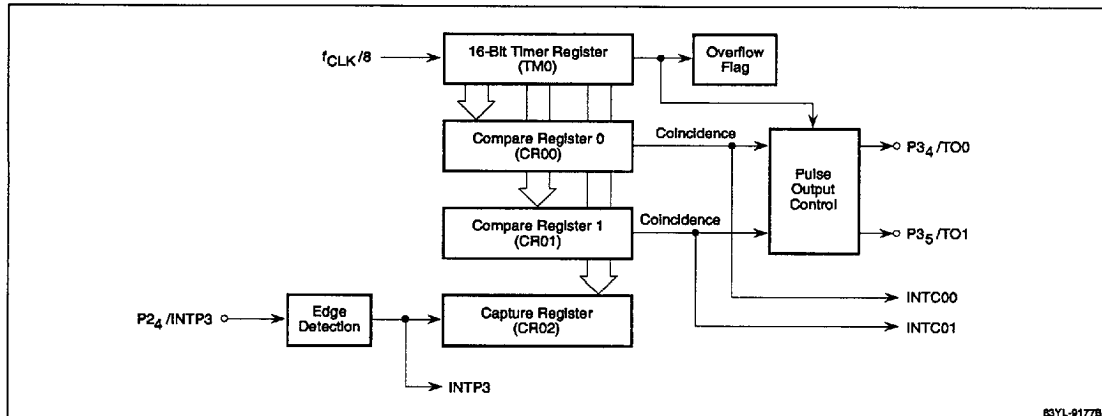 fCLK/8
16-Bit Timer Register
(TM0)
Overflow
Flag
Compare Register 0
(CR00)
Coincidence
Pulse
Output
Control
P34/TO0
Compare Register 1
(CR01)
Coincidence
P35/TO1
INTC00
P24/INTP3
Edge
Detection
Capture Register
(CR02)
INTC01
INTP3
83YL-9177B